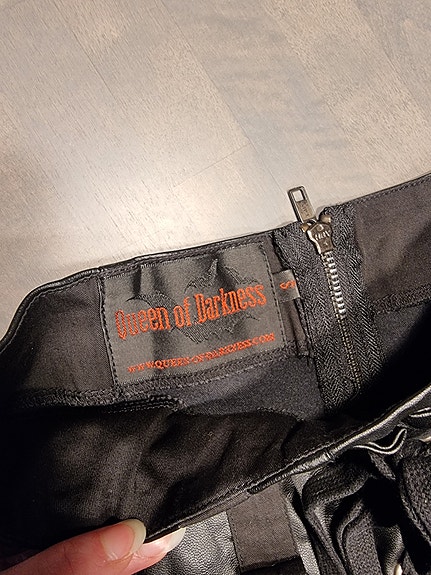 Queen of Darkness
WWW.QUEEN-OF-DARKNESS.COM
S